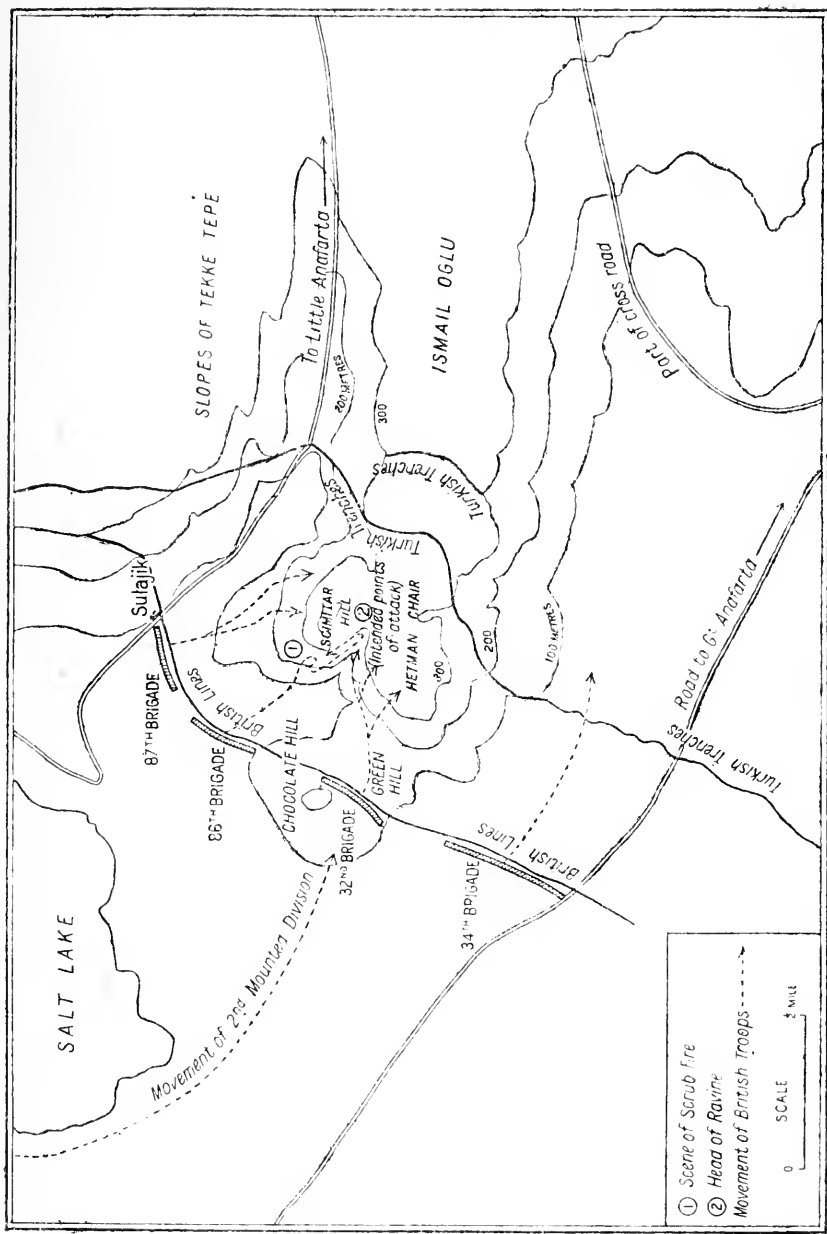 SALT LAKE
Movement of 2nd Mounted Division
SLOPES OF TEKKE TEPE
To Little Anafarta
200 METRES
300
ISMAIL OGLU
Part of cross road
Sulajik
87TH BRIGADE
British Lines
86TH BRIGADE
Turkish Trenches
Turkish Trenches
① SCIMITAR
HILL
②
(Intended points
of attack)
HETMAN CHAIR
300
200
100 METRES
CHOCOLATE HILL
GREEN
HILL
32ND BRIGADE
British Lines
34TH BRIGADE
Turkish Trenches
Road to Gt Anafarta
① Scene of Scrub Fire
② Head of Ravine
Movement of British Troops
0 ½ MILE
SCALE